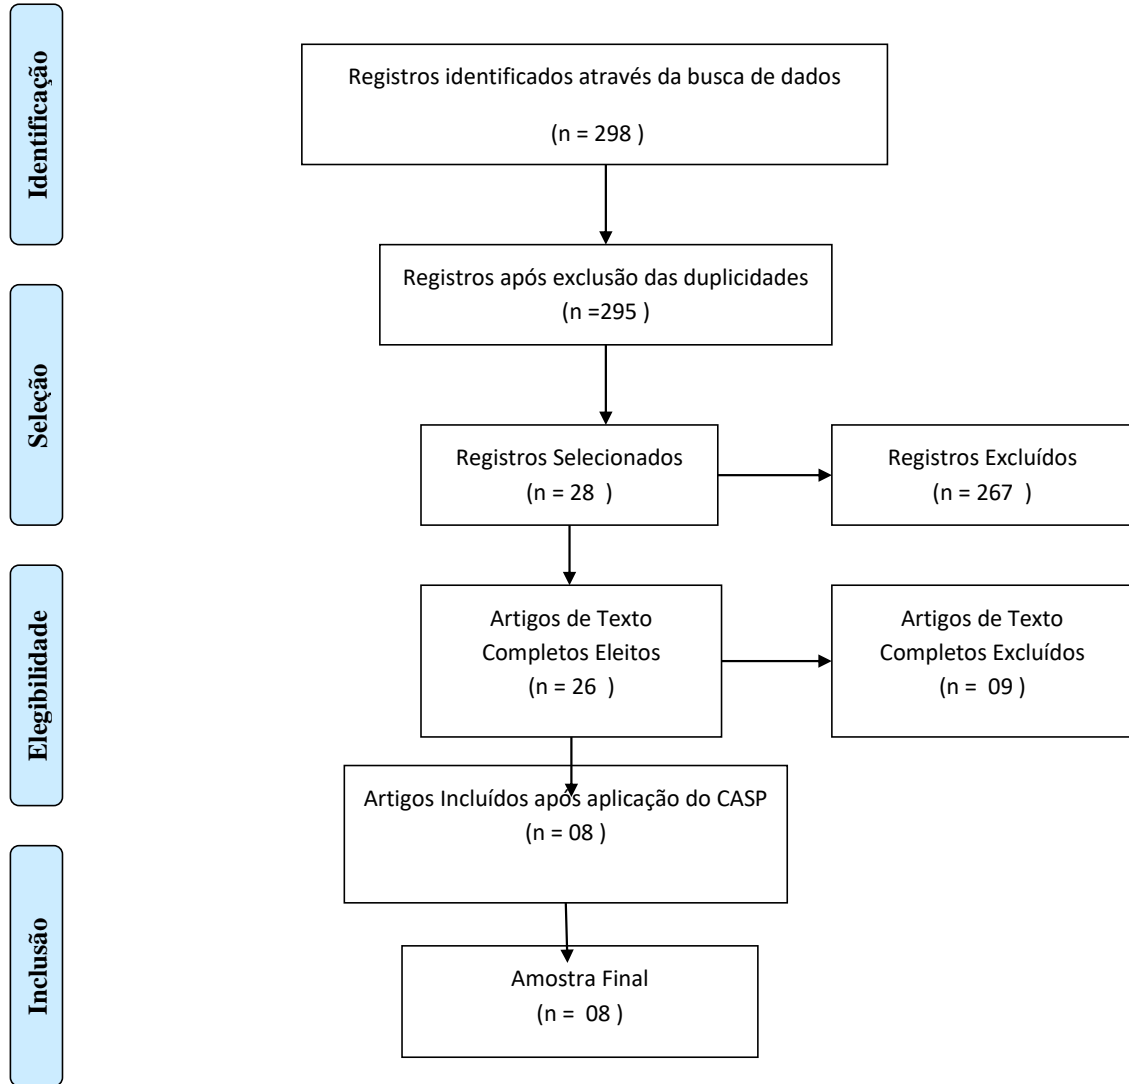 Identificação
Registros identificados através da busca de dados
(n = 298 )
Registros após exclusão das duplicidades
(n =295 )
Seleção
Registros Selecionados
(n = 28 )
Registros Excluídos
(n = 267 )
Elegibilidade
Artigos de Texto
Completos Eleitos
(n = 26 )
Artigos de Texto
Completos Excluídos
(n = 09 )
Artigos Incluídos após aplicação do CASP
(n = 08 )
Inclusão
Amostra Final
(n = 08 )